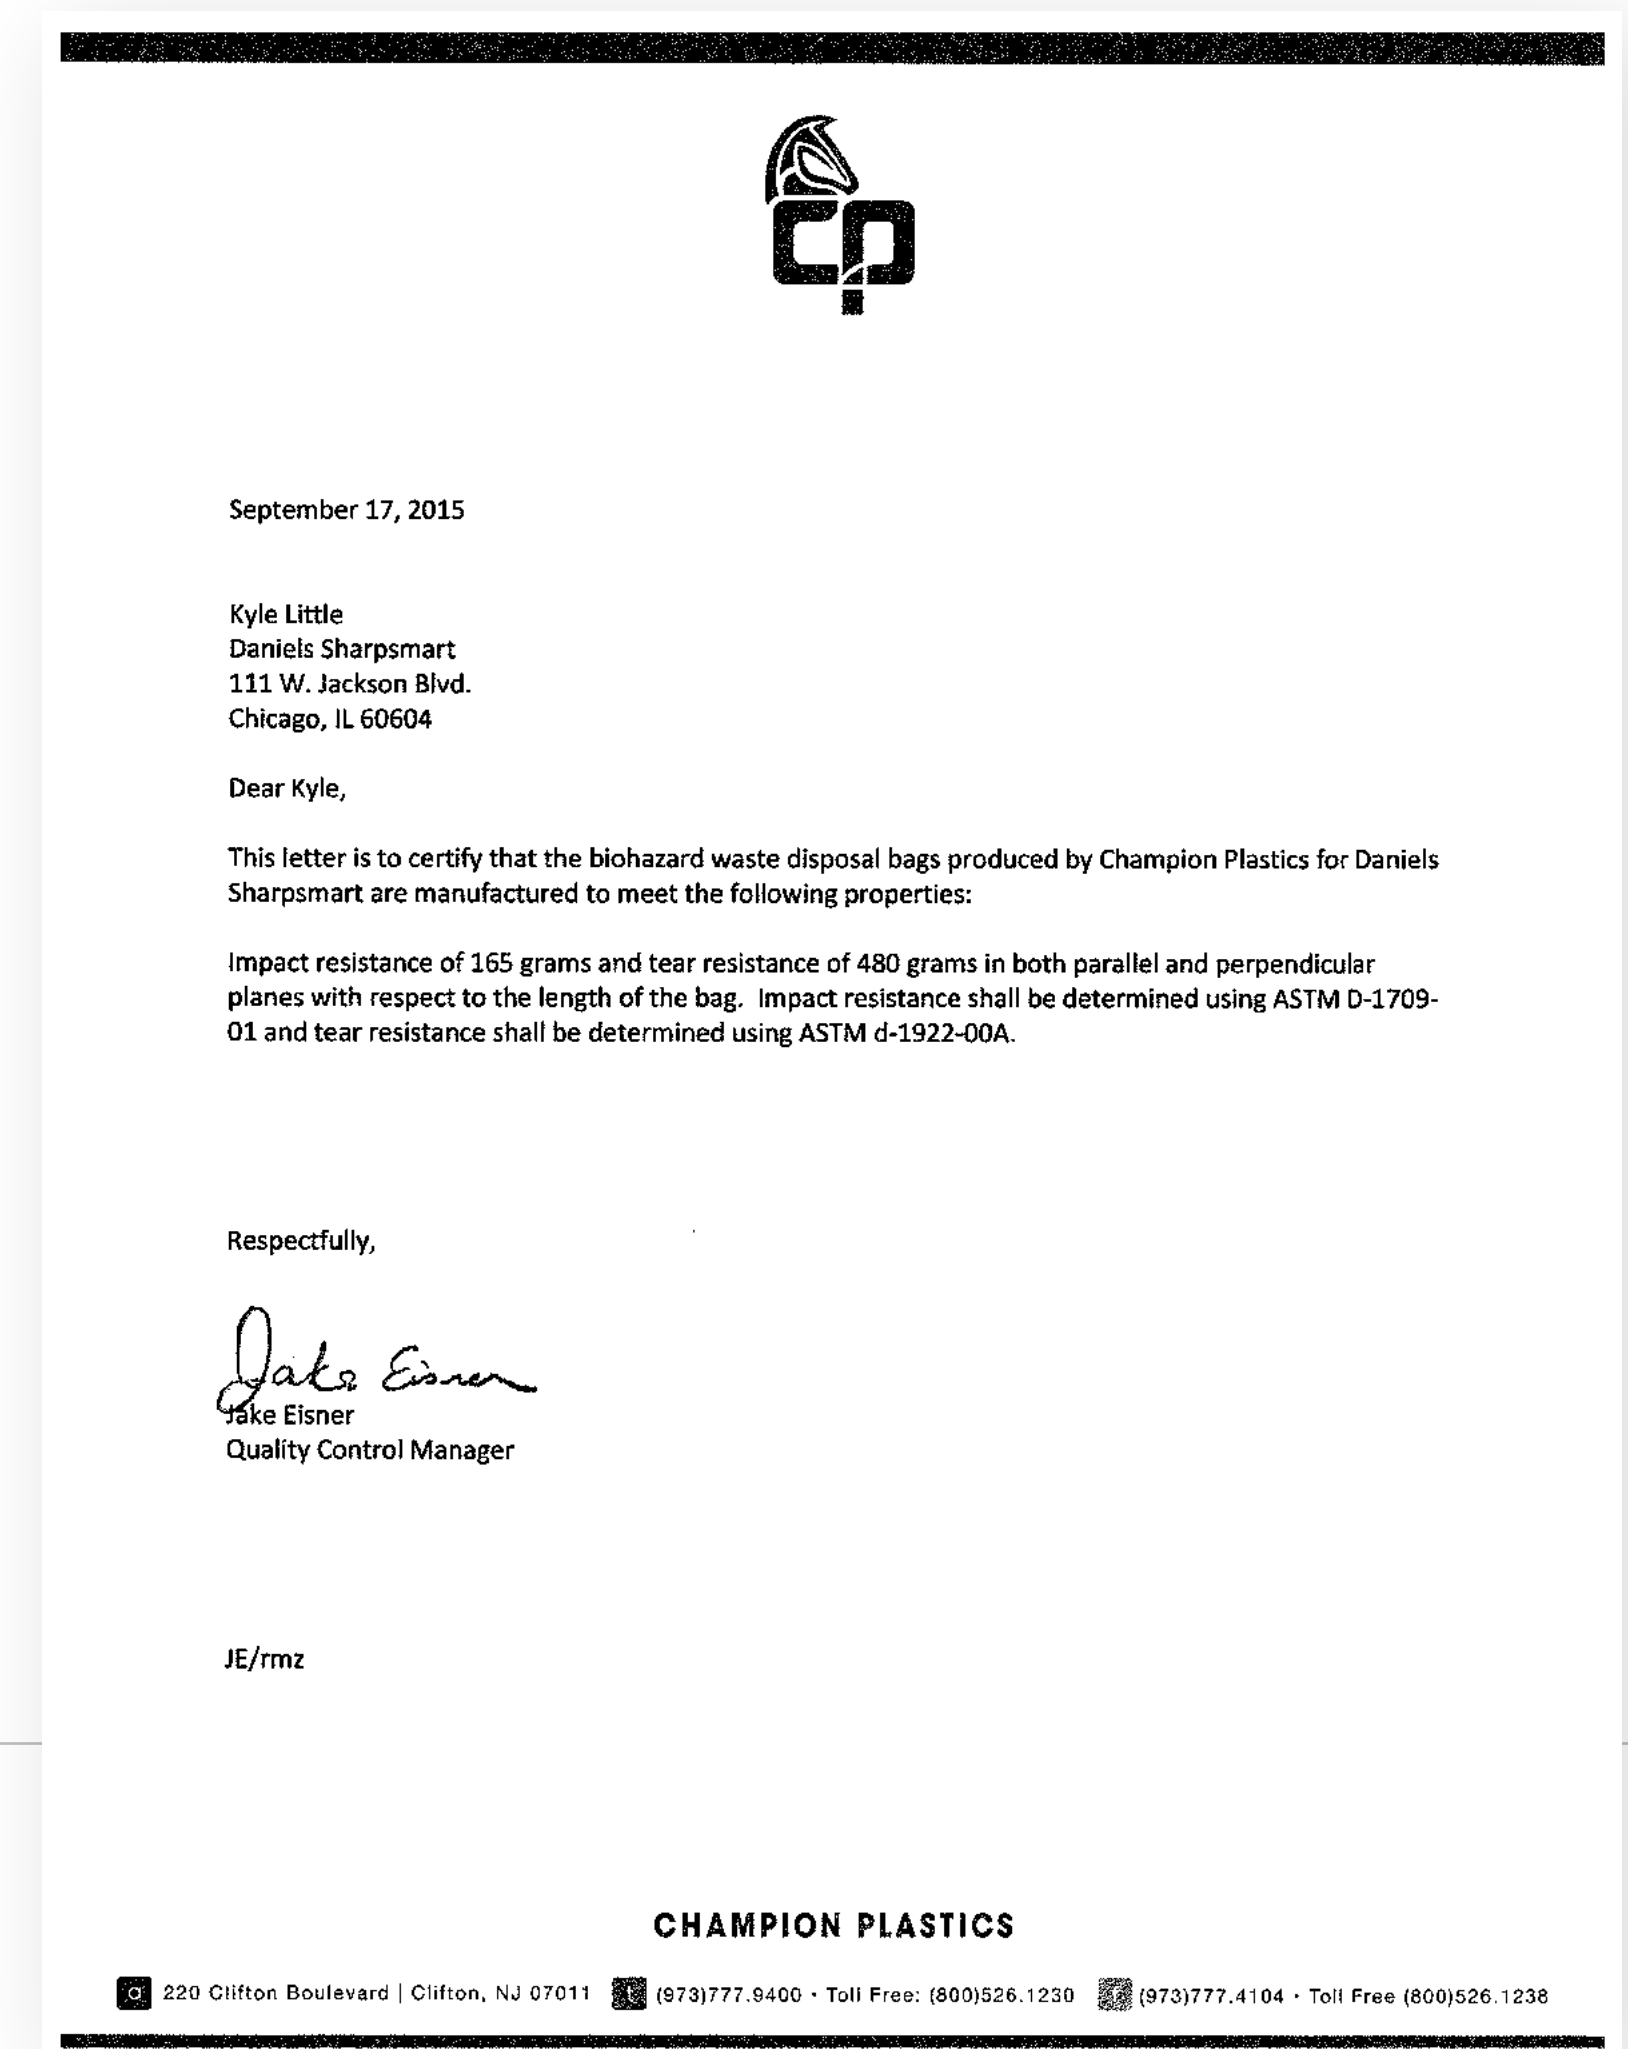 cp
September 17, 2015
Kyle Little
Daniels Sharpsmart
111 W. Jackson Blvd.
Chicago, IL 60604
Dear Kyle,
This letter is to certify that the biohazard waste disposal bags produced by Champion Plastics for Daniels
Sharpsmart are manufactured to meet the following properties:
Impact resistance of 165 grams and tear resistance of 480 grams in both parallel and perpendicular
planes with respect to the length of the bag.  Impact resistance shall be determined using ASTM D-1709-
01 and tear resistance shall be determined using ASTM d-1922-00A.
Respectfully,
Jake Eisner
Jake Eisner
Quality Control Manager
JE/rmz
CHAMPION PLASTICS
a 220 Clifton Boulevard | Clifton, NJ 07011 t (973)777.9400 · Toll Free: (800)526.1230 f (973)777.4104 · Toll Free (800)526.1238